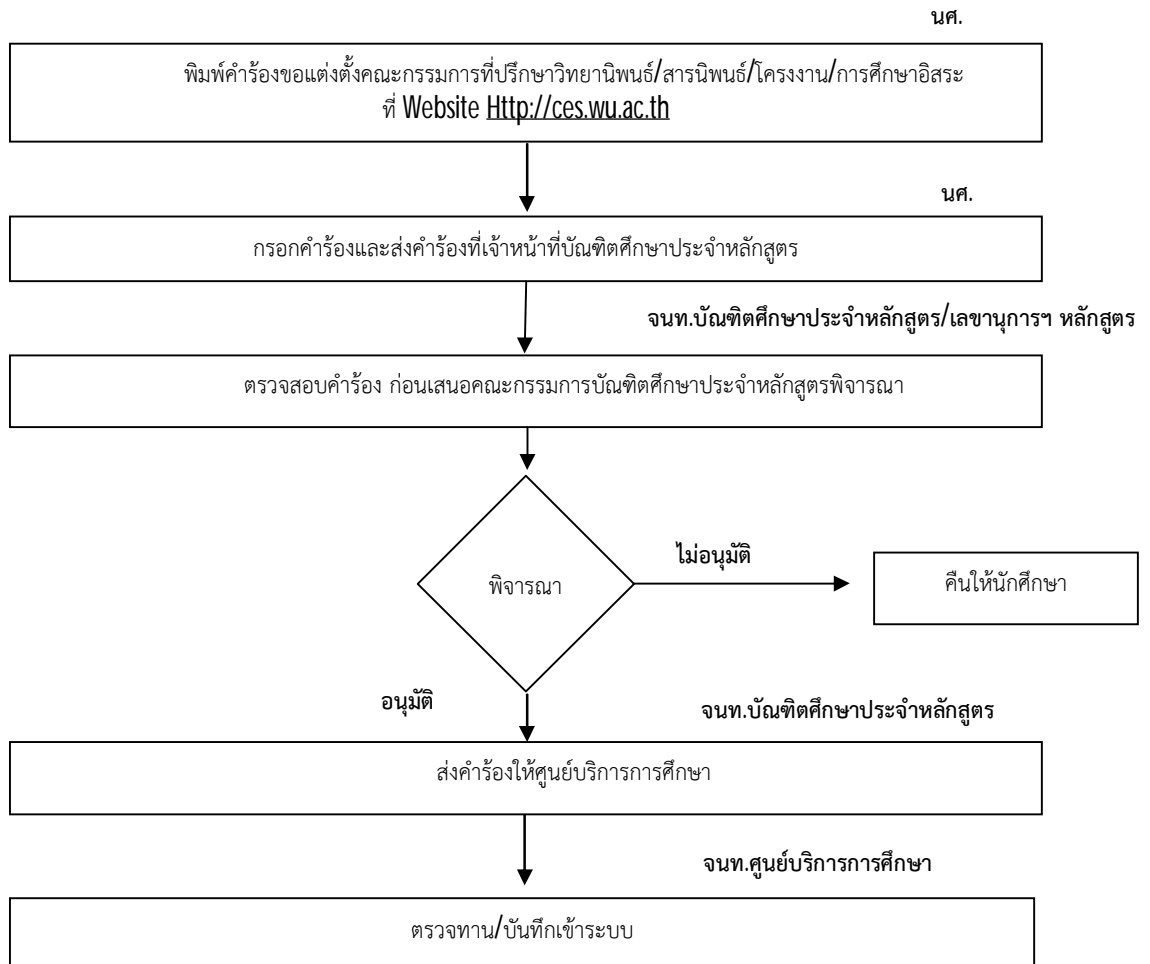 นศ.
พิมพ์คำร้องขอแต่งตั้งคณะกรรมการที่ปรึกษาวิทยานิพนธ์/สารนิพนธ์/โครงงาน/การศึกษาอิสระ
ที่ Website Http://ces.wu.ac.th
นศ.
กรอกคำร้องและส่งคำร้องที่เจ้าหน้าที่บัณฑิตศึกษาประจำหลักสูตร
จนท.บัณฑิตศึกษาประจำหลักสูตร/เลขานุการฯ หลักสูตร
ตรวจสอบคำร้อง ก่อนเสนอคณะกรรมการบัณฑิตศึกษาประจำหลักสูตรพิจารณา
ไม่อนุมัติ
พิจารณา
คืนให้นักศึกษา
อนุมัติ
จนท.บัณฑิตศึกษาประจำหลักสูตร
ส่งคำร้องให้ศูนย์บริการการศึกษา
จนท.ศูนย์บริการการศึกษา
ตรวจทาน/บันทึกเข้าระบบ